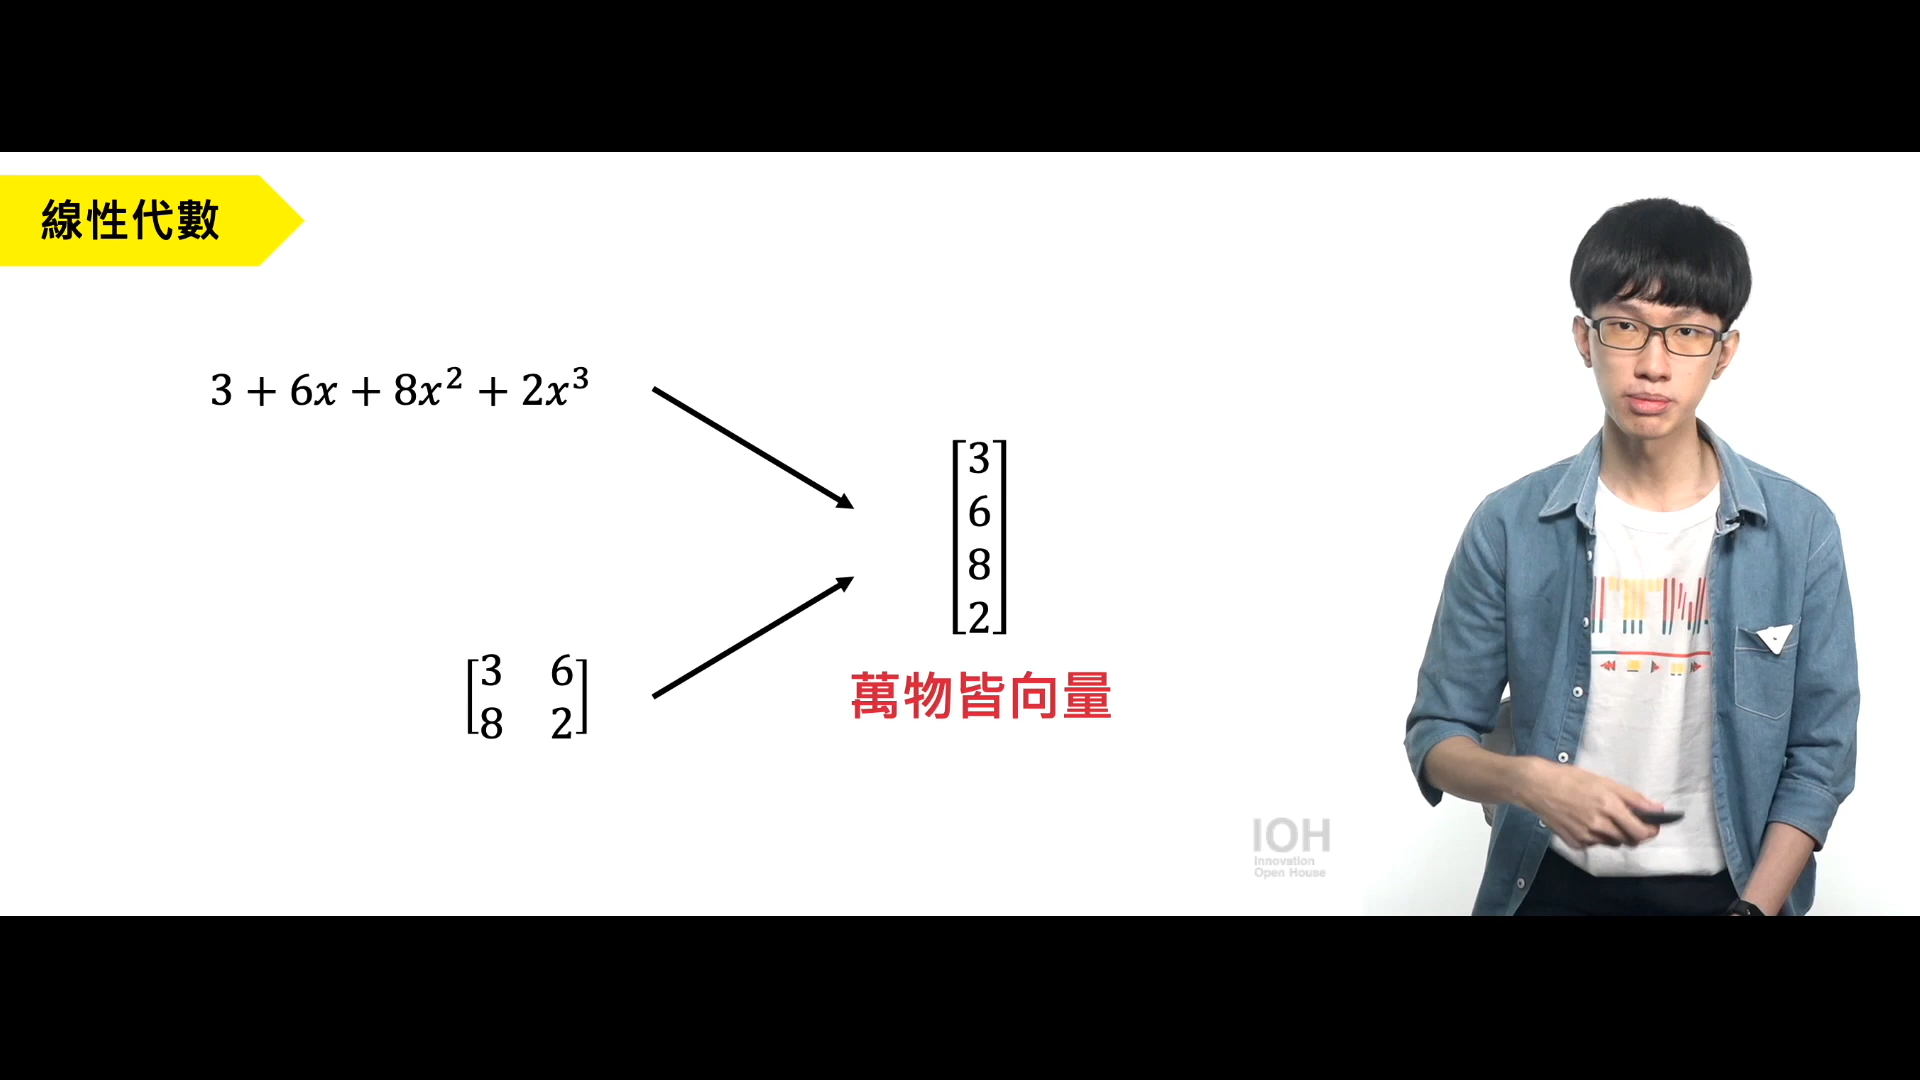 線性代數
3 + 6x + 8x² + 2x³
3 6
8 2
3
6
8
2
萬物皆向量
IOH
Innovation
Open House